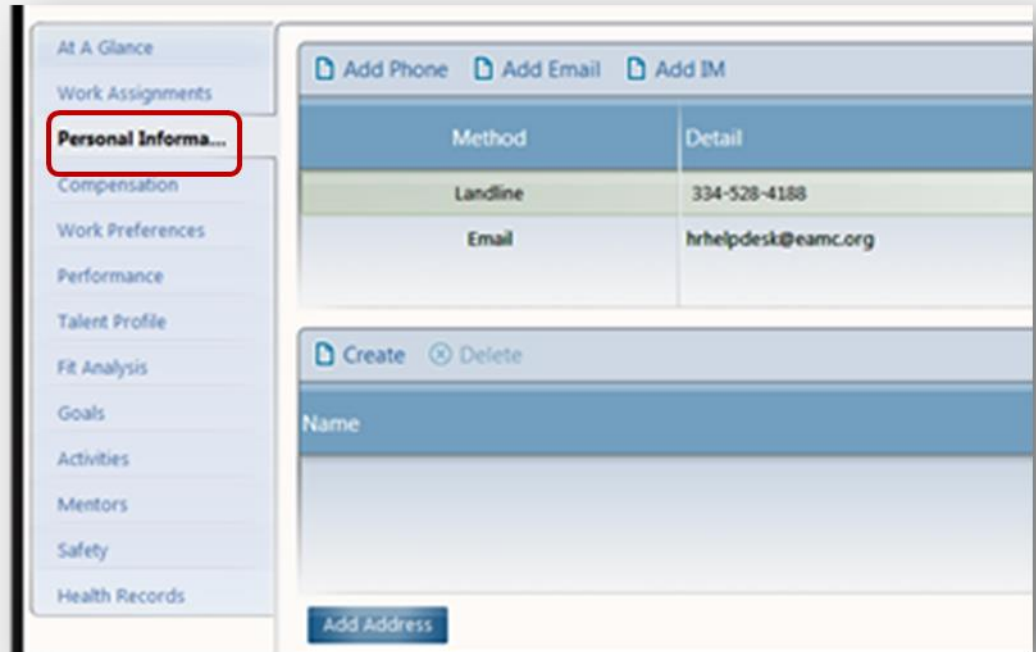 At A Glance
Work Assignments
Personal Informa...
Compensation
Work Preferences
Performance
Talent Profile
Fit Analysis
Goals
Activities
Mentors
Safety
Health Records
Add Phone Add Email Add IM
Method Detail
Landline 334-528-4188
Email hrhelpdesk@eamc.org
Create Delete
Name
Add Address